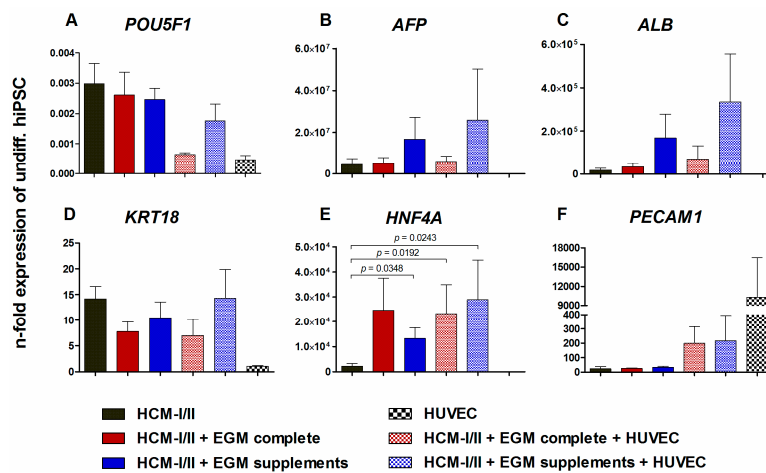 n-fold expression of undiff. hiPSC
A POU5F1
0.004
0.003
0.002
0.001
0.000
B AFP
6.0×10⁷
4.0×10⁷
2.0×10⁷
0
C ALB
6.0×10⁵
4.0×10⁵
2.0×10⁵
0
D KRT18
25
20
15
10
5
0
E HNF4A
5.0×10⁴
4.0×10⁴
3.0×10⁴
2.0×10⁴
1.0×10⁴
0
p = 0.0243
p = 0.0192
p = 0.0348
F PECAM1
18000
15000
12000
9000
400
300
200
100
0
HCM-I/II
HCM-I/II + EGM complete
HCM-I/II + EGM supplements
HUVEC
HCM-I/II + EGM complete + HUVEC
HCM-I/II + EGM supplements + HUVEC